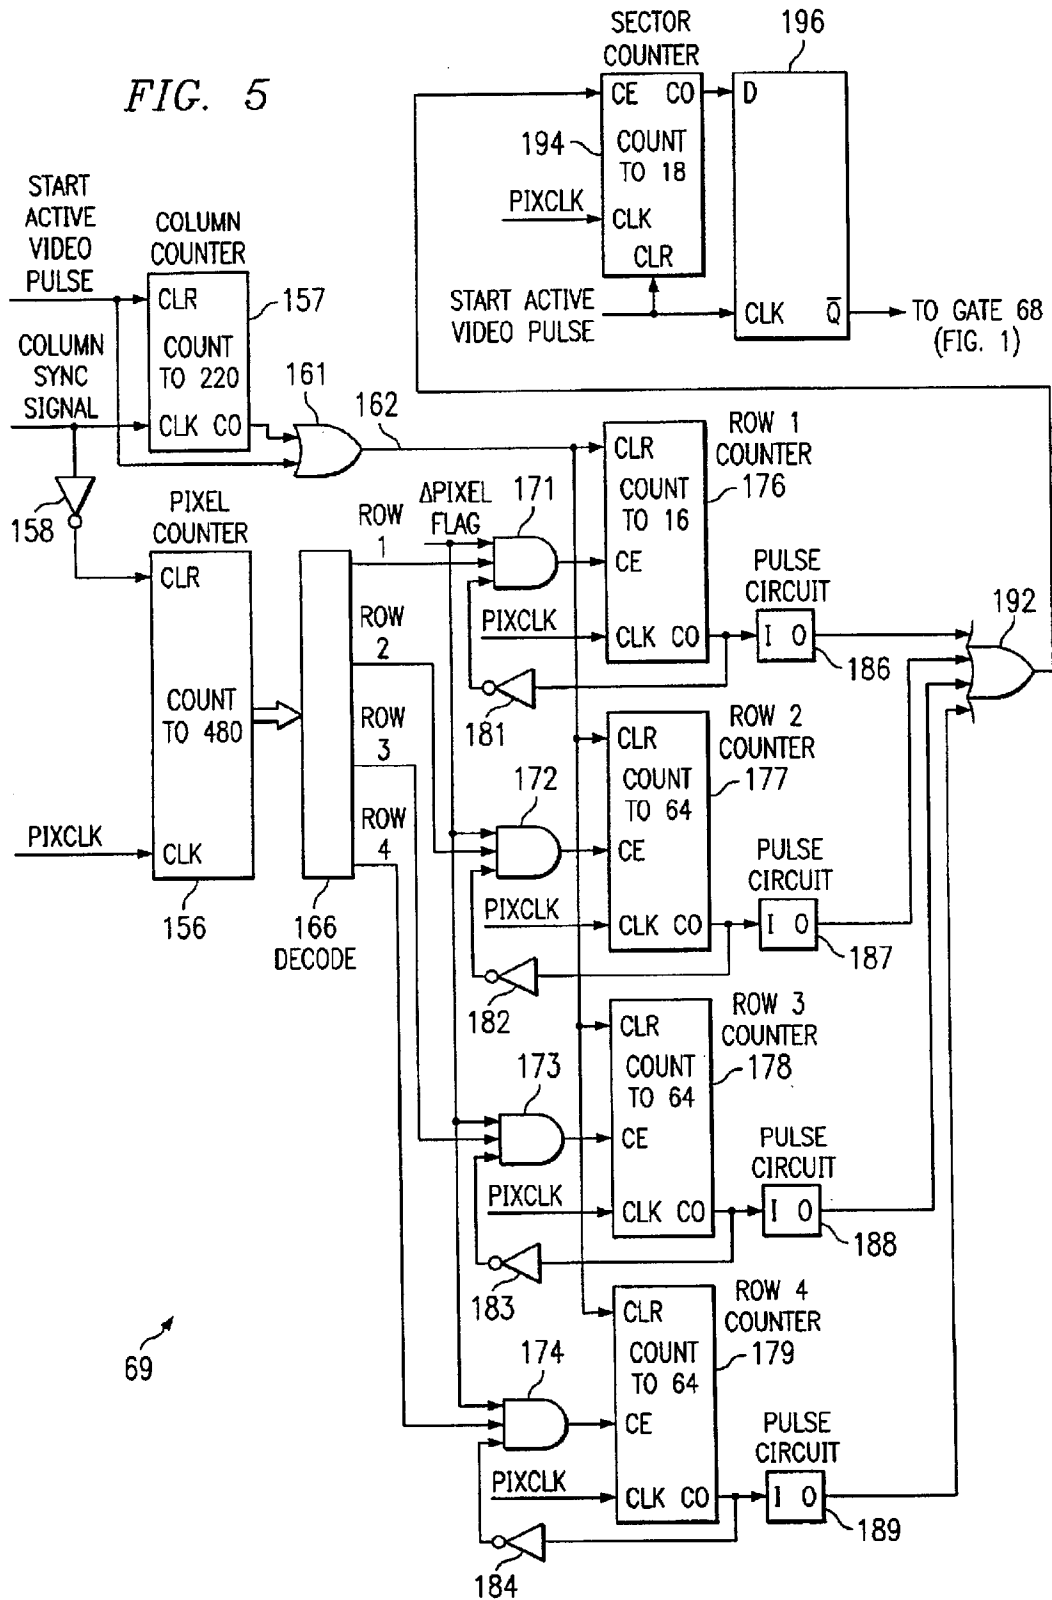 FIG. 5
SECTOR
COUNTER
196
CE CO
D
194
COUNT
TO 18
PIXCLK
CLK
CLR
START ACTIVE
VIDEO PULSE
CLK
Q̅
TO GATE 68
(FIG. 1)
START
ACTIVE
VIDEO
PULSE
COLUMN
COUNTER
CLR
157
COUNT
TO 220
COLUMN
SYNC
SIGNAL
CLK CO
161
162
158
PIXEL
COUNTER
CLR
COUNT
TO 480
PIXCLK
CLK
156
166
DECODE
ROW
1
ROW
2
ROW
3
ROW
4
ΔPIXEL
FLAG
171
CLR
ROW 1
COUNTER
176
COUNT
TO 16
CE
PIXCLK
CLK CO
PULSE
CIRCUIT
I O
186
192
181
CLR
ROW 2
COUNTER
177
COUNT
TO 64
172
CE
PIXCLK
CLK CO
PULSE
CIRCUIT
I O
187
182
CLR
ROW 3
COUNTER
178
COUNT
TO 64
173
CE
PIXCLK
CLK CO
PULSE
CIRCUIT
I O
188
183
CLR
ROW 4
COUNTER
179
COUNT
TO 64
174
CE
PIXCLK
CLK CO
PULSE
CIRCUIT
I O
189
184
69